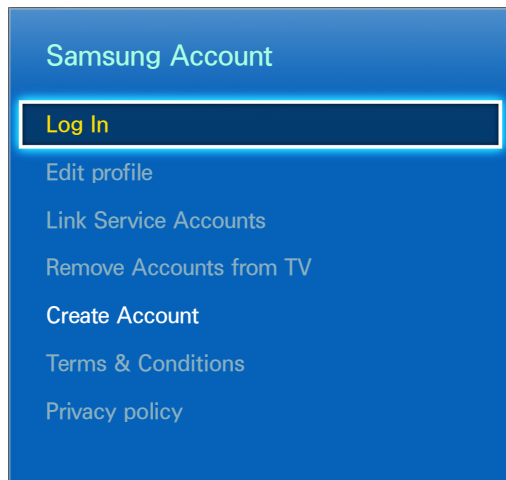 Samsung Account
Log In
Edit profile
Link Service Accounts
Remove Accounts from TV
Create Account
Terms & Conditions
Privacy policy